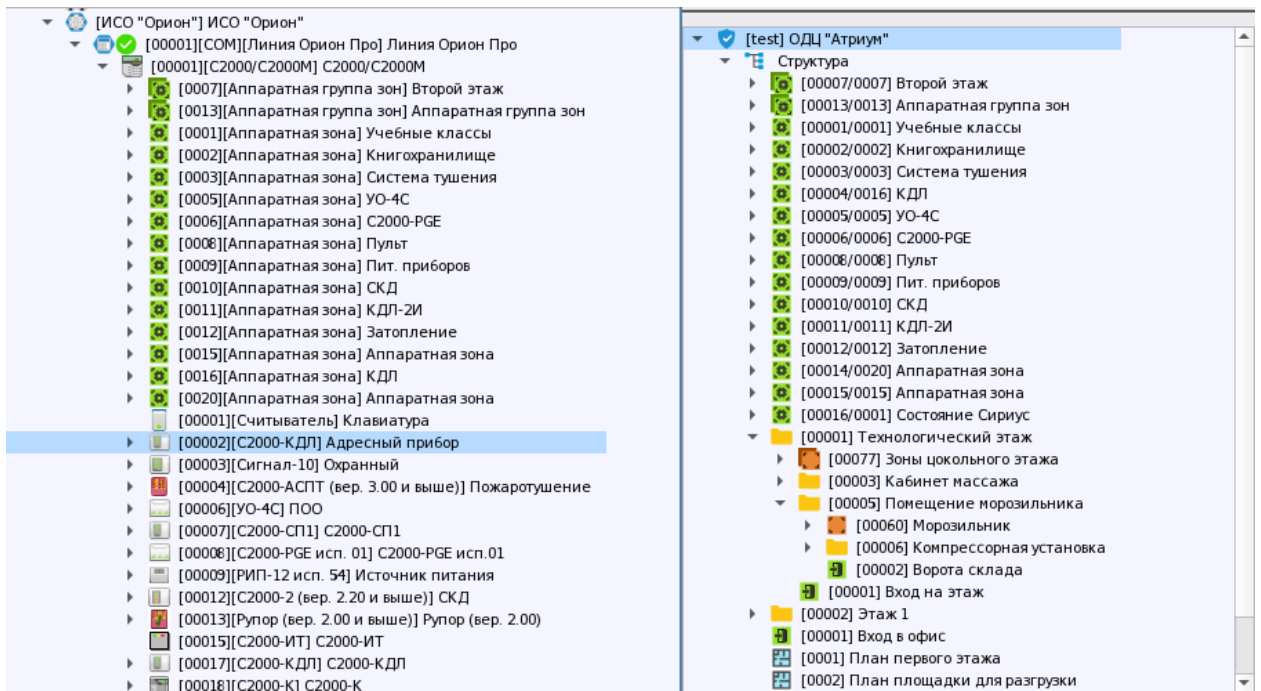 [ИСО "Орион"] ИСО "Орион"
[00001][COM][Линия Орион Про] Линия Орион Про
[00001][С2000/С2000М] С2000/С2000М
[0007][Аппаратная группа зон] Второй этаж
[0013][Аппаратная группа зон] Аппаратная группа зон
[0001][Аппаратная зона] Учебные классы
[0002][Аппаратная зона] Книгохранилище
[0003][Аппаратная зона] Система тушения
[0005][Аппаратная зона] УО-4С
[0006][Аппаратная зона] С2000-PGE
[0008][Аппаратная зона] Пульт
[0009][Аппаратная зона] Пит. приборов
[0010][Аппаратная зона] СКД
[0011][Аппаратная зона] КДЛ-2И
[0012][Аппаратная зона] Затопление
[0015][Аппаратная зона] Аппаратная зона
[0016][Аппаратная зона] КДЛ
[0020][Аппаратная зона] Аппаратная зона
[00001][Считыватель] Клавиатура
[00002][С2000-КДЛ] Адресный прибор
[00003][Сигнал-10] Охранный
[00004][С2000-АСПТ (вер. 3.00 и выше)] Пожаротушение
[00006][УО-4С] ПОО
[00007][С2000-СП1] С2000-СП1
[00008][С2000-PGE исп. 01] С2000-PGE исп.01
[00009][РИП-12 исп. 54] Источник питания
[00012][С2000-2 (вер. 2.20 и выше)] СКД
[00013][Рупор (вер. 2.00 и выше)] Рупор (вер. 2.00)
[00015][С2000-ИТ] С2000-ИТ
[00017][С2000-КДЛ] С2000-КДЛ
[00018][С2000-К] С2000-К
[test] ОДЦ "Атриум"
Структура
[00007/0007] Второй этаж
[00013/0013] Аппаратная группа зон
[00001/0001] Учебные классы
[00002/0002] Книгохранилище
[00003/0003] Система тушения
[00004/0016] КДЛ
[00005/0005] УО-4С
[00006/0006] С2000-PGE
[00008/0008] Пульт
[00009/0009] Пит. приборов
[00010/0010] СКД
[00011/0011] КДЛ-2И
[00012/0012] Затопление
[00014/0020] Аппаратная зона
[00015/0015] Аппаратная зона
[00016/0001] Состояние Сириус
[00001] Технологический этаж
[00077] Зоны цокольного этажа
[00003] Кабинет массажа
[00005] Помещение морозильника
[00060] Морозильник
[00006] Компрессорная установка
[00002] Ворота склада
[00001] Вход на этаж
[00002] Этаж 1
[00001] Вход в офис
[0001] План первого этажа
[0002] План площадки для разгрузки